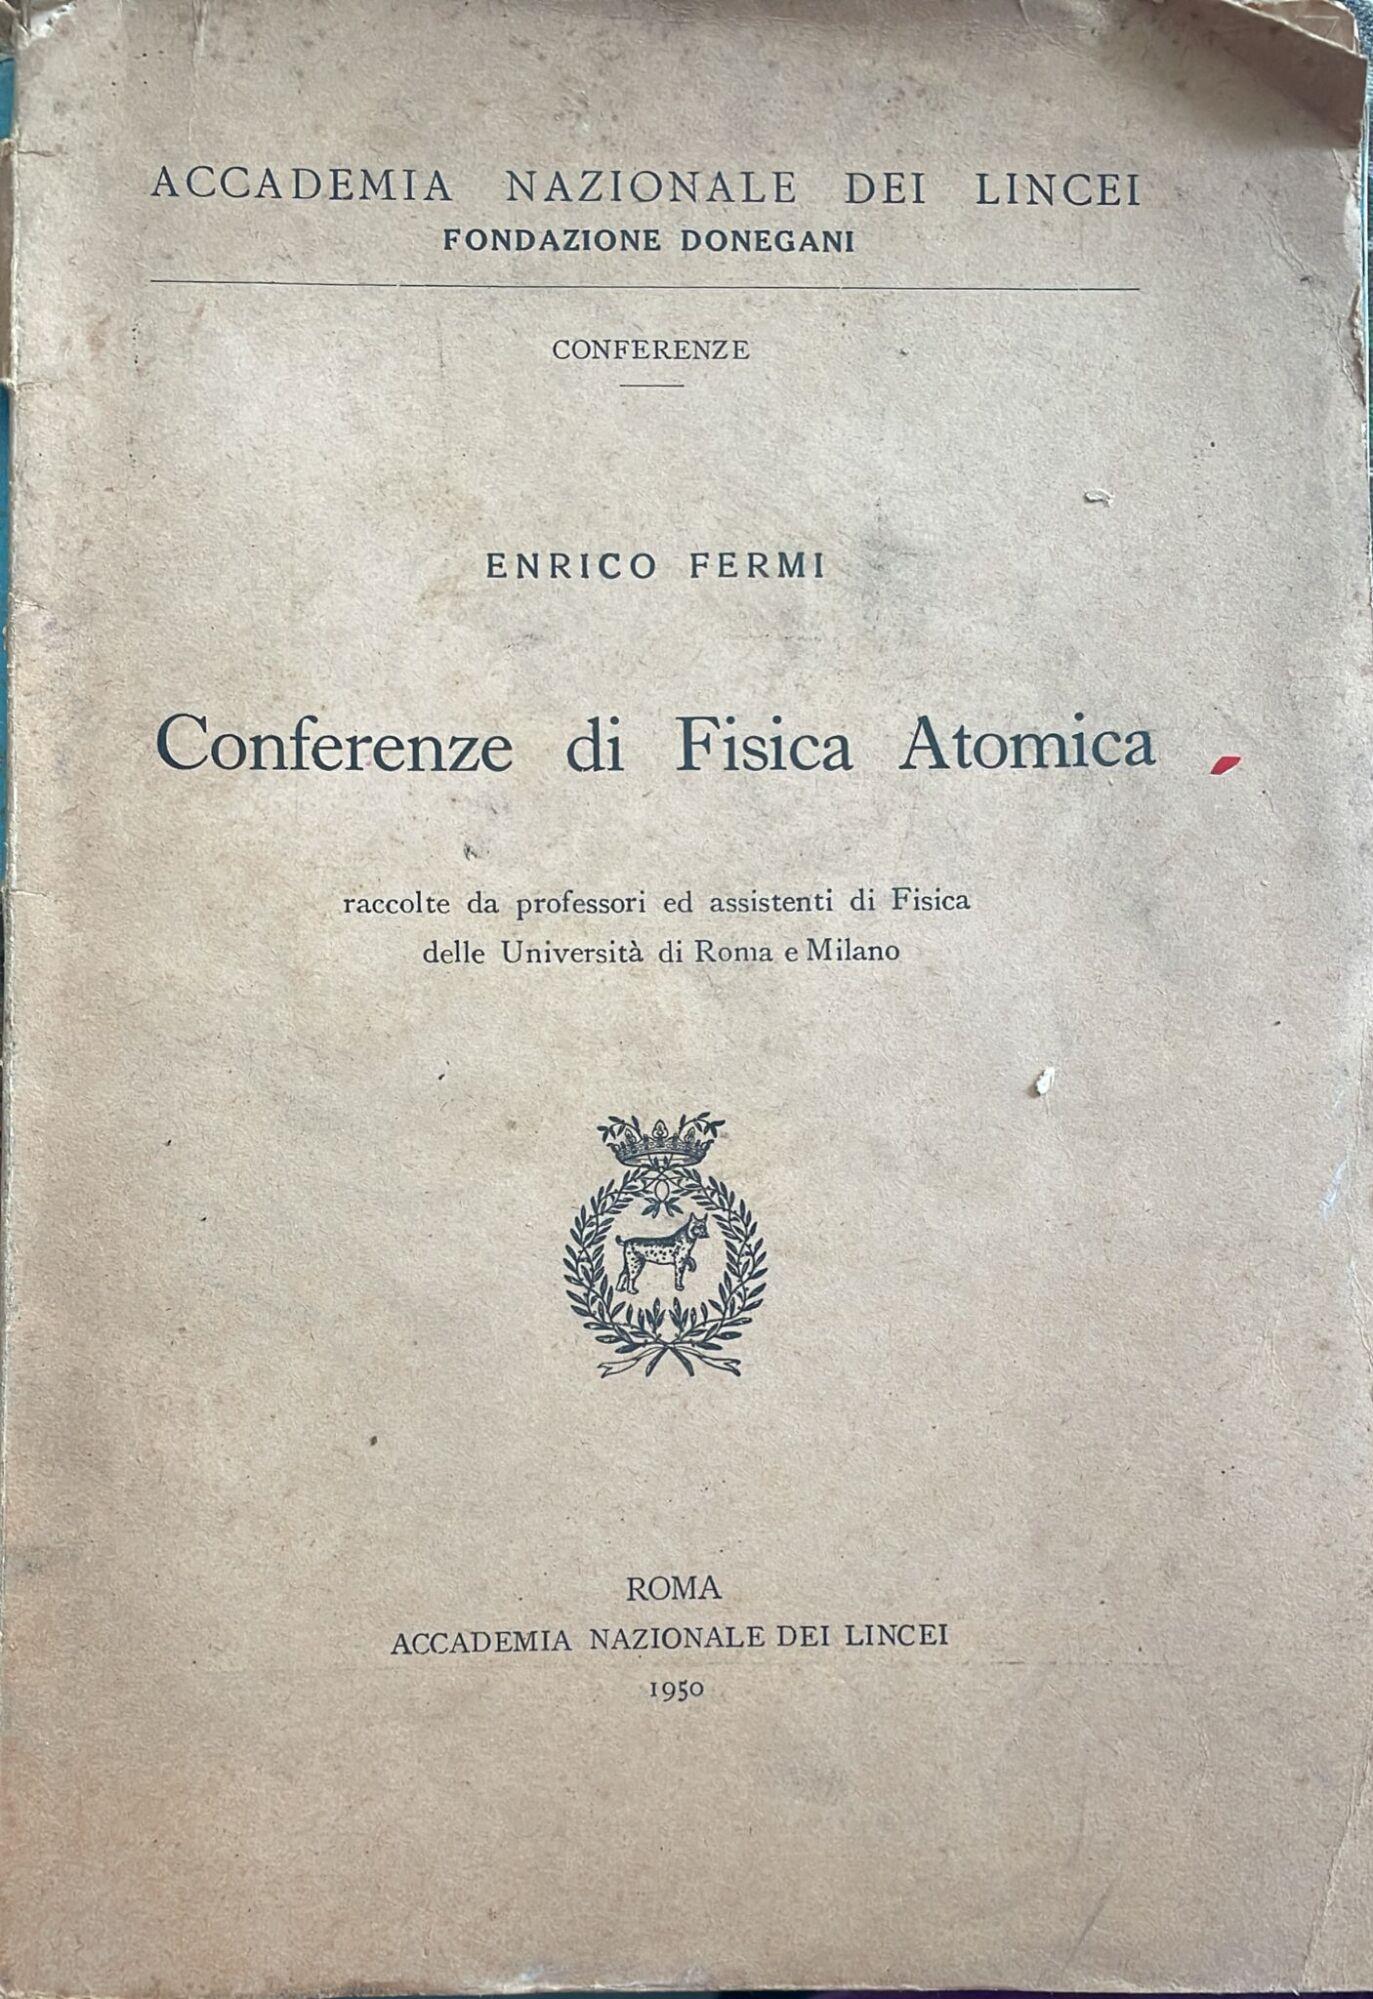 ACCADEMIA NAZIONALE DEI LINCEI
FONDAZIONE DONEGANI
CONFERENZE
ENRICO FERMI
Conferenze di Fisica Atomica
raccolte da professori ed assistenti di Fisica
delle Università di Roma e Milano
ROMA
ACCADEMIA NAZIONALE DEI LINCEI
1950